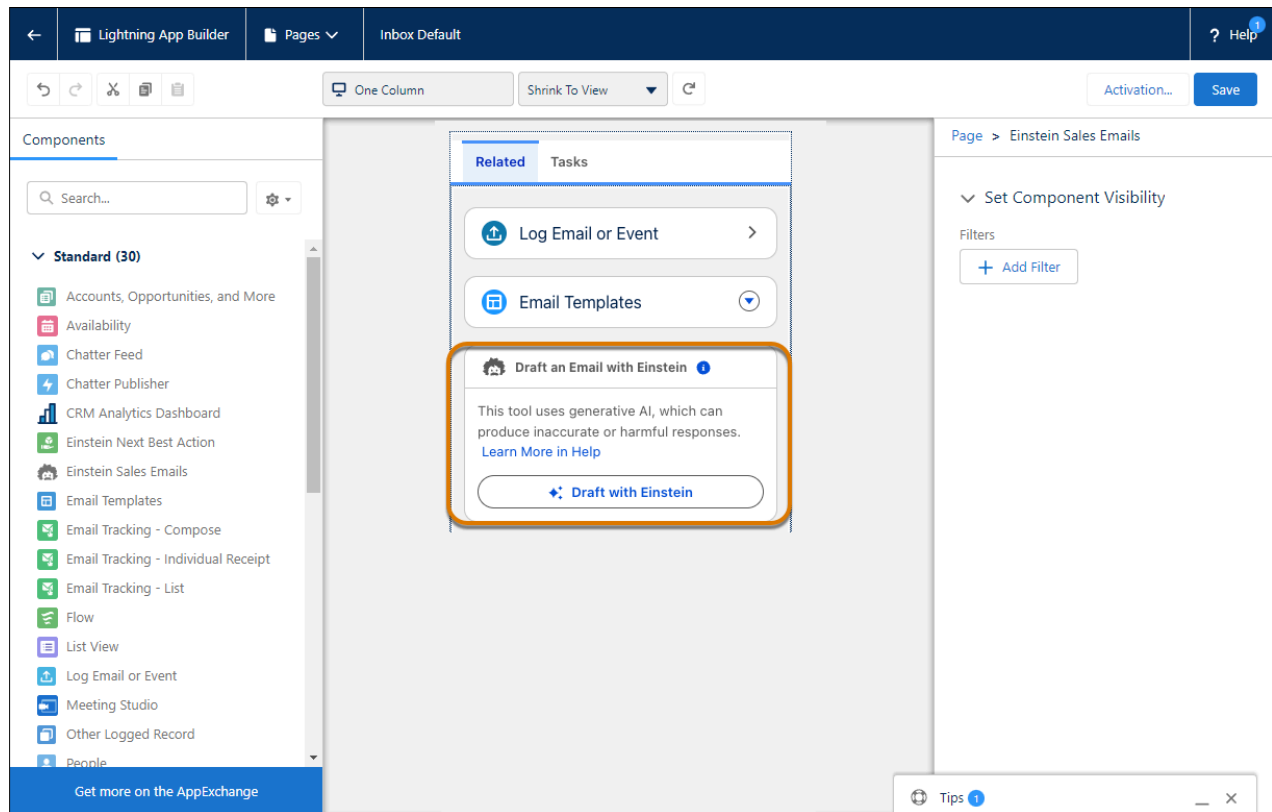 Lightning App Builder
Pages
Inbox Default
1
? Help
One Column
Shrink To View
Activation...
Save
Components
Search...
Standard (30)
Accounts, Opportunities, and More
Availability
Chatter Feed
Chatter Publisher
CRM Analytics Dashboard
Einstein Next Best Action
Einstein Sales Emails
Email Templates
Email Tracking - Compose
Email Tracking - Individual Receipt
Email Tracking - List
Flow
List View
Log Email or Event
Meeting Studio
Other Logged Record
People
Get more on the AppExchange
Related
Tasks
Log Email or Event
Email Templates
Draft an Email with Einstein
This tool uses generative AI, which can
produce inaccurate or harmful responses.
Learn More in Help
Draft with Einstein
Page > Einstein Sales Emails
Set Component Visibility
Filters
+ Add Filter
Tips 1